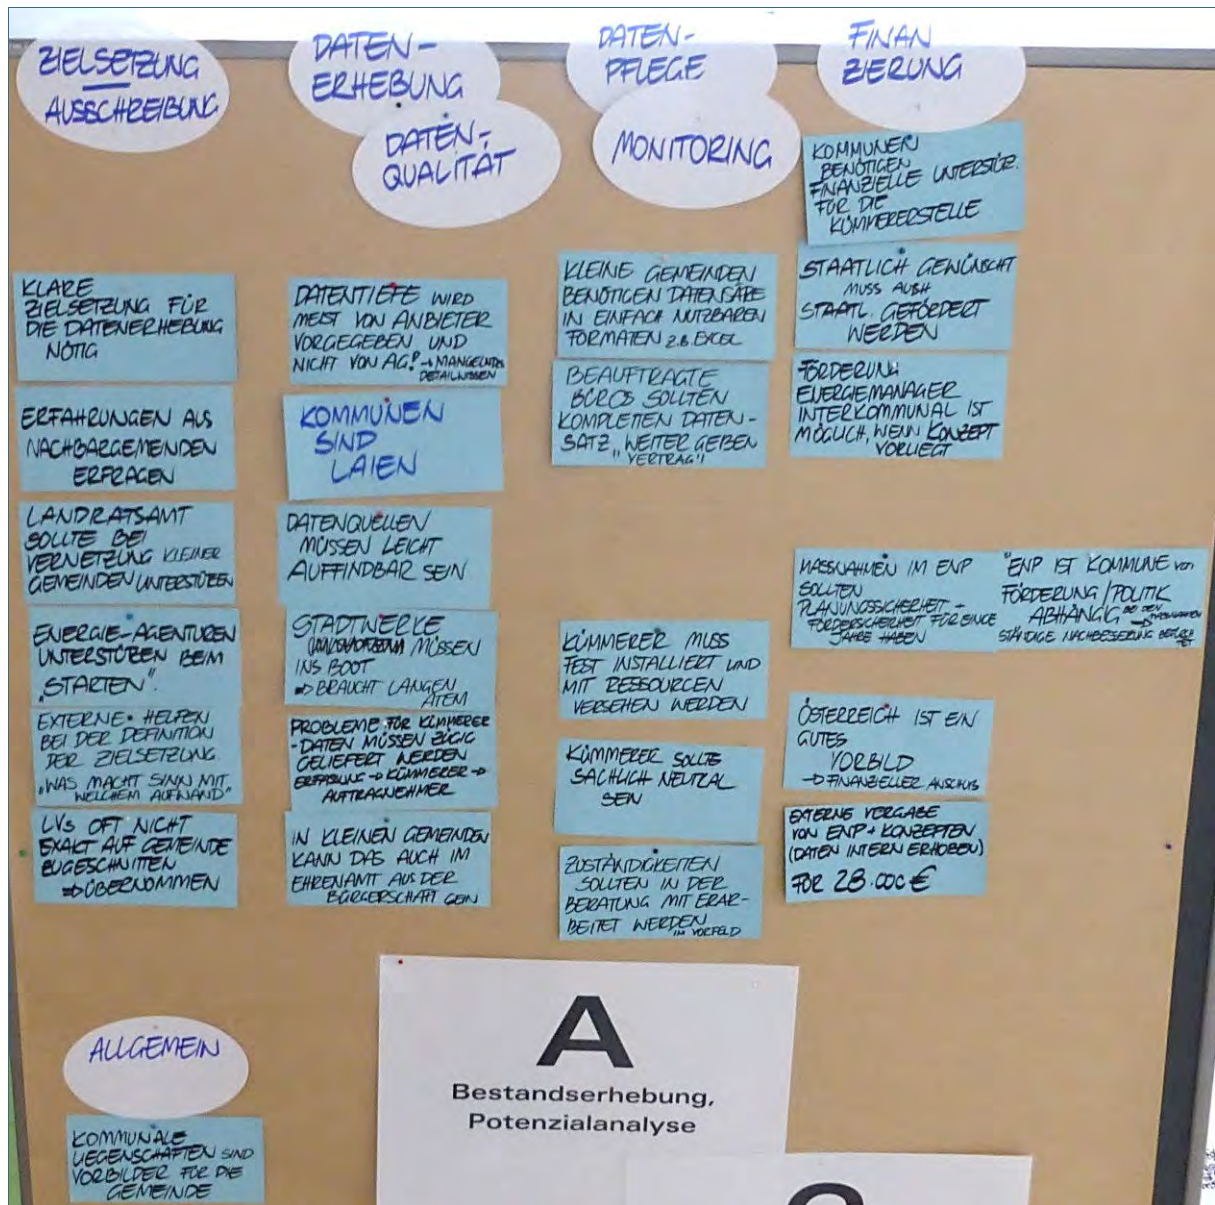 ZIELSETZUNG
AUSSCHREIBUNG
KLARE
ZIELSETZUNG FÜR
DIE DATENERHEBUNG
NÖTIG
ERFAHRUNGEN AUS
NACHBARGEMEINDEN
ERFRAGEN
LANDRATSAMT
SOLLTE BEI
VERNETZUNG KLEINER
GEMEINDEN UNTERSTÜTZEN
ENERGIE-AGENTUREN
UNTERSTÜTZEN BEIM
"STARTEN".
EXTERNE HELFEN
BEI DER DEFINITION
DER ZIELSETZUNG
"WAS MACHT SINN MIT
WELCHEM AUFWAND"
LVs OFT NICHT
EXAKT AUF GEMEINDE
ZUGESCHNITTEN
⇒ ÜBERNOMMEN
ALLGEMEIN
KOMMUNALE
LIEGENSCHAFTEN SIND
VORBILDER FÜR DIE
GEMEINDE
DATEN-
ERHEBUNG
DATEN-
QUALITÄT
DATENTIEFE WIRD
MEIST VON ANBIETER
VORGEGEBEN UND
NICHT VON AG! → MANGELNDES
DETAILWISSEN
KOMMUNEN
SIND
LAIEN
DATENQUELLEN
MÜSSEN LEICHT
AUFFINDBAR SEIN
STADTWERKE
MÜSSEN
INS BOOT
⇒ BRAUCHT LANGEN
ATEM
PROBLEME FÜR KÜMMERER
- DATEN MÜSSEN ZÜGIG
GELIEFERT WERDEN
ERFASSUNG → KÜMMERER →
AUFTRAGNEHMER
IN KLEINEN GEMEINDEN
KANN DAS AUCH IM
EHRENAMT AUS DER
BÜRGERSCHAFT SEIN
DATEN-
PFLEGE
MONITORING
KLEINE GEMEINDEN
BENÖTIGEN DATENSÄTZE
IN EINFACH NUTZBAREN
FORMATEN z.B. EXCEL
BEAUFTRAGTE
BÜROS SOLLTEN
KOMPLETTEN DATEN-
SATZ WEITER GEBEN
"VERTRAG"!
KÜMMERER MUSS
FEST INSTALLIERT UND
MIT RESSOURCEN
VERSEHEN WERDEN
KÜMMERER SOLLTE
SACHLICH NEUTRAL
SEIN
ZUSTÄNDIGKEITEN
SOLLTEN IN DER
BERATUNG MIT ERAR-
BEITET WERDEN
IM VORFELD
FINAN
ZIERUNG
KOMMUNEN
BENÖTIGEN
FINANZIELLE UNTERSTÜT.
FÜR DIE
KÜMMERERSTELLE
STAATLICH GEWÜNSCHT
MUSS AUCH
STAATL. GEFÖRDERT
WERDEN
FÖRDERUNG
ENERGIEMANAGER
INTERKOMMUNAL IST
MÖGLICH, WENN KONZEPT
VORLIEGT
MASSNAHMEN IM ENP
SOLLTEN
PLANUNGSSICHERHEIT -
FÖRDERSICHERHEIT FÜR EINIGE
JAHRE HABEN
"ENP IST KOMMUNE von
FÖRDERUNG/POLITIK
ABHÄNGIG BEI DEN
STÄNDIGE NACHBESSERUNG
ÖSTERREICH IST EIN
GUTES
VORBILD
→ FINANZIELLER
EXTERNE VERGABE
VON ENP + KONZEPTEN
(DATEN INTERN ERHOBEN)
FÜR 28.000 €
A
Bestandserhebung,
Potenzialanalyse